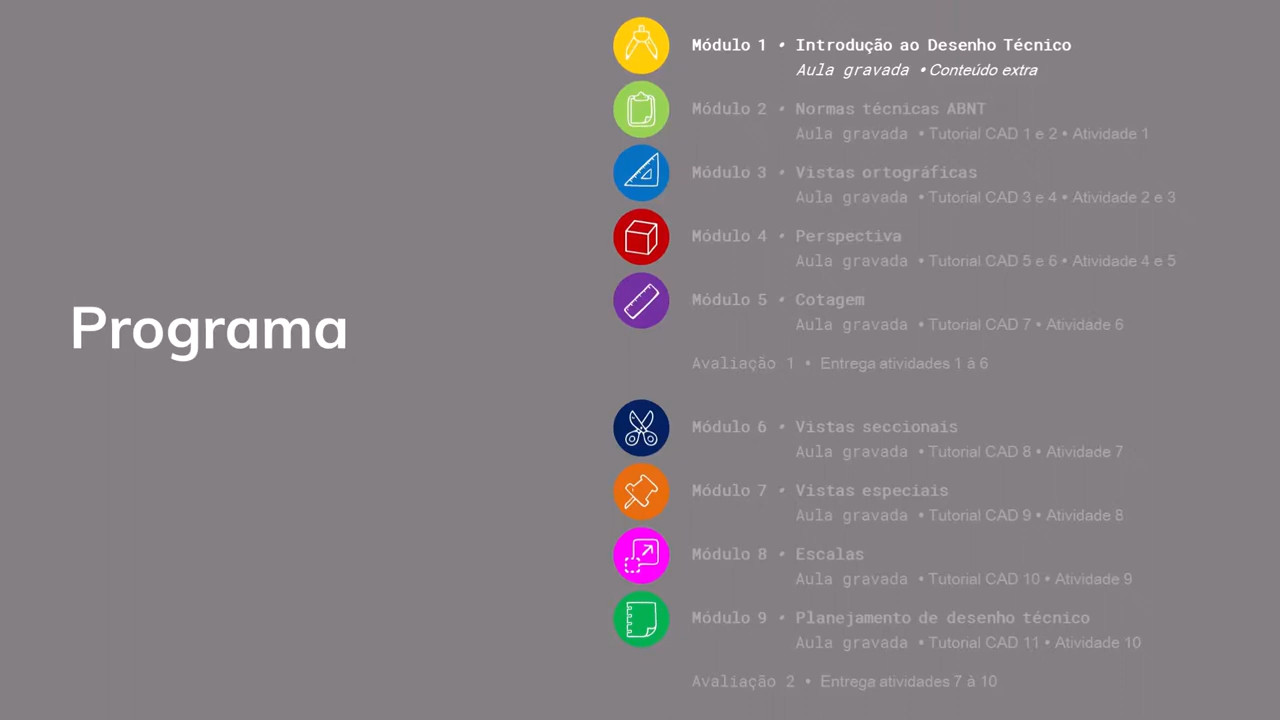 Programa
Módulo 1 • Introdução ao Desenho Técnico
Aula gravada • Conteúdo extra
Módulo 2 • Normas técnicas ABNT
Aula gravada • Tutorial CAD 1 e 2 • Atividade 1
Módulo 3 • Vistas ortográficas
Aula gravada • Tutorial CAD 3 e 4 • Atividade 2 e 3
Módulo 4 • Perspectiva
Aula gravada • Tutorial CAD 5 e 6 • Atividade 4 e 5
Módulo 5 • Cotagem
Aula gravada • Tutorial CAD 7 • Atividade 6
Avaliação 1 • Entrega atividades 1 à 6
Módulo 6 • Vistas seccionais
Aula gravada • Tutorial CAD 8 • Atividade 7
Módulo 7 • Vistas especiais
Aula gravada • Tutorial CAD 9 • Atividade 8
Módulo 8 • Escalas
Aula gravada • Tutorial CAD 10 • Atividade 9
Módulo 9 • Planejamento de desenho técnico
Aula gravada • Tutorial CAD 11 • Atividade 10
Avaliação 2 • Entrega atividades 7 à 10